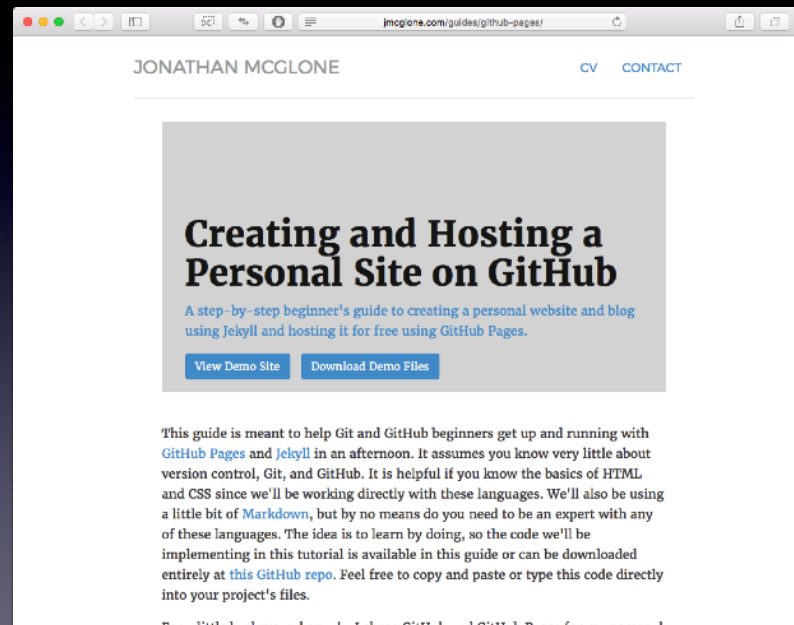 jmcglone.com/guides/github-pages/
JONATHAN MCGLONE
CV CONTACT
Creating and Hosting a
Personal Site on GitHub
A step-by-step beginner's guide to creating a personal website and blog
using Jekyll and hosting it for free using GitHub Pages.
View Demo Site Download Demo Files
This guide is meant to help Git and GitHub beginners get up and running with
GitHub Pages and Jekyll in an afternoon. It assumes you know very little about
version control, Git, and GitHub. It is helpful if you know the basics of HTML
and CSS since we'll be working directly with these languages. We'll also be using
a little bit of Markdown, but by no means do you need to be an expert with any
of these languages. The idea is to learn by doing, so the code we'll be
implementing in this tutorial is available in this guide or can be downloaded
entirely at this GitHub repo. Feel free to copy and paste or type this code directly
into your project's files.